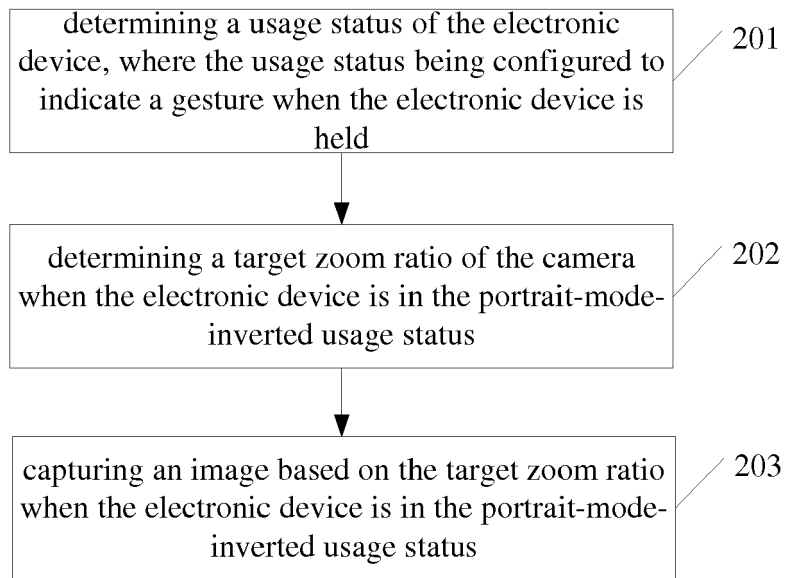 determining a usage status of the electronic
device, where the usage status being configured to
indicate a gesture when the electronic device is
held
201
determining a target zoom ratio of the camera
when the electronic device is in the portrait-mode-
inverted usage status
202
capturing an image based on the target zoom ratio
when the electronic device is in the portrait-mode-
inverted usage status
203